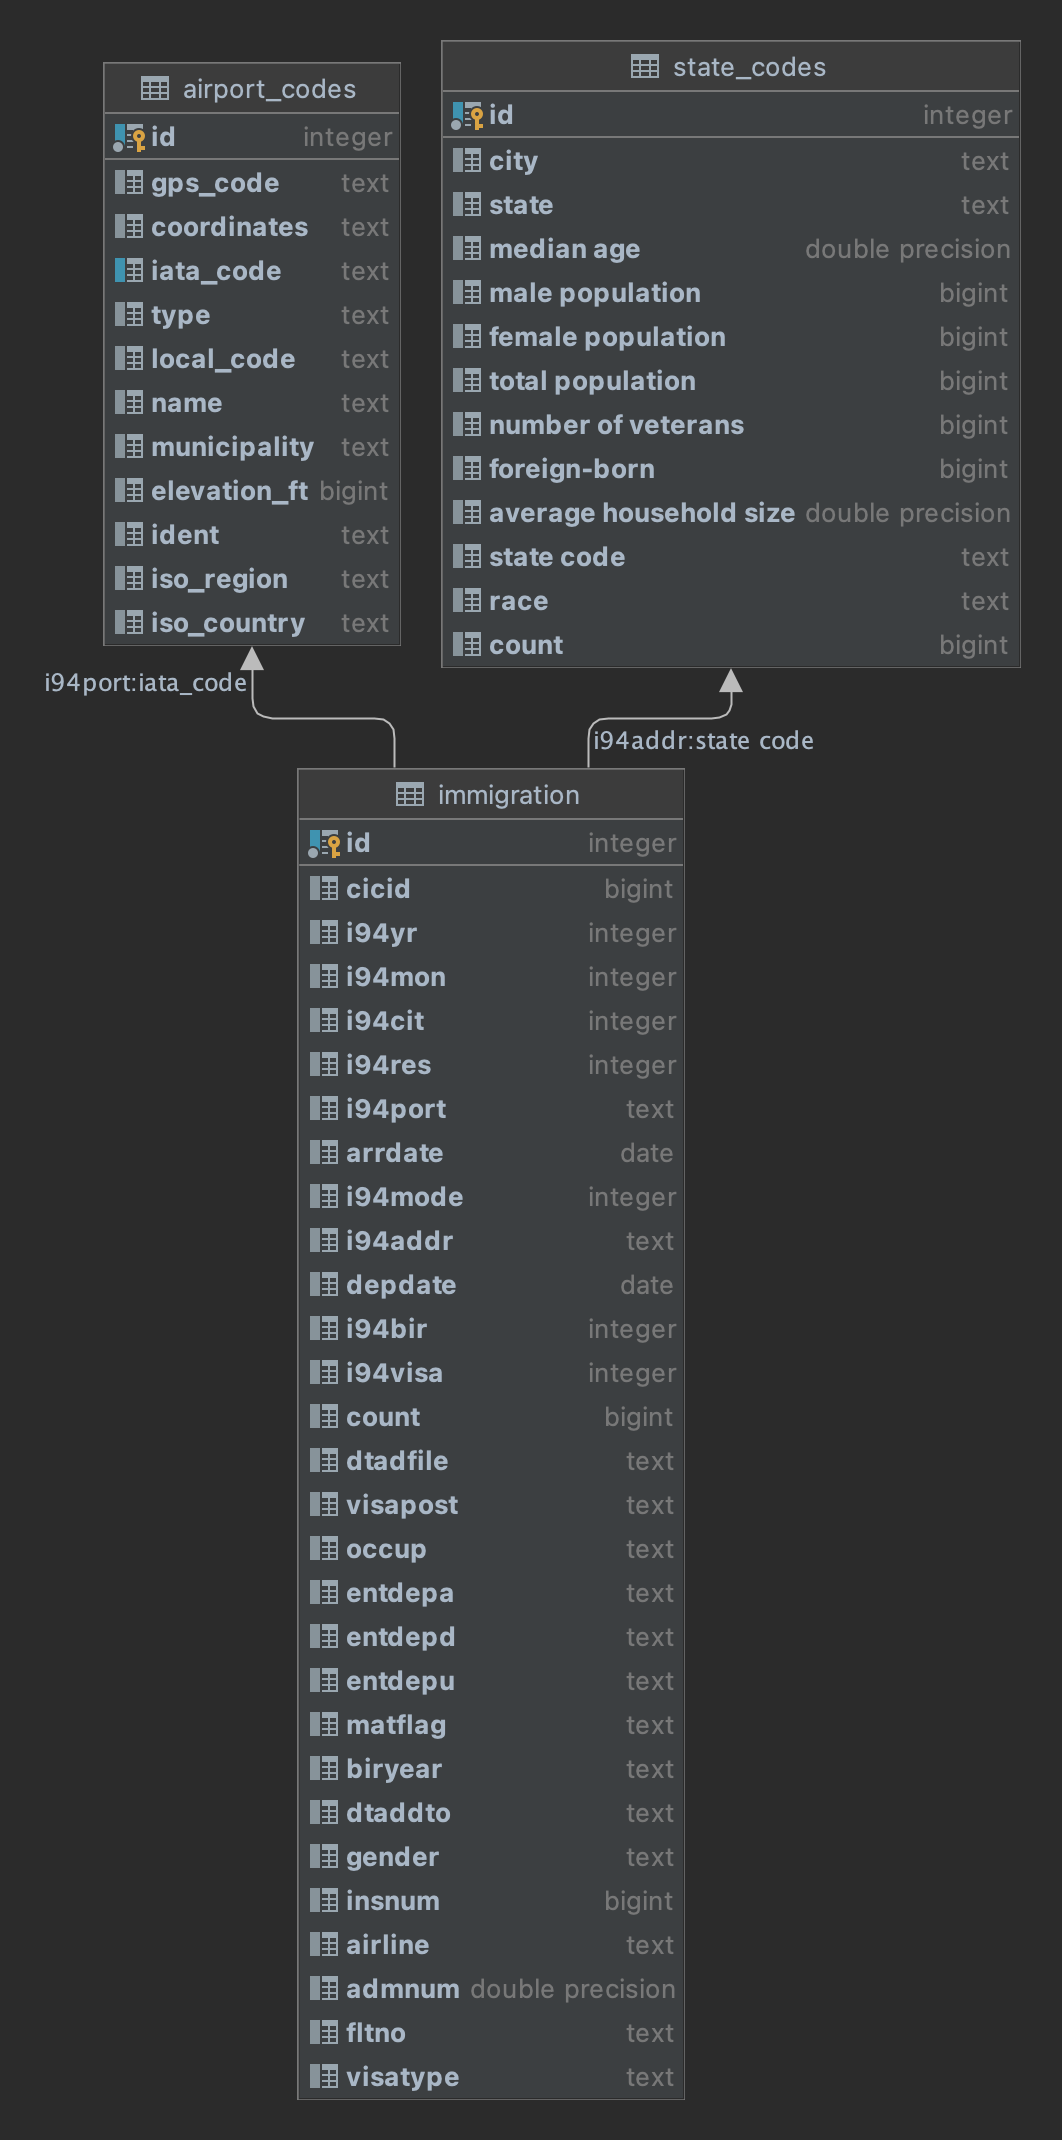 airport_codes
id integer
gps_code text
coordinates text
iata_code text
type text
local_code text
name text
municipality text
elevation_ft bigint
ident text
iso_region text
iso_country text
state_codes
id integer
city text
state text
median age double precision
male population bigint
female population bigint
total population bigint
number of veterans bigint
foreign-born bigint
average household size double precision
state code text
race text
count bigint
i94port:iata_code
i94addr:state code
immigration
id integer
cicid bigint
i94yr integer
i94mon integer
i94cit integer
i94res integer
i94port text
arrdate date
i94mode integer
i94addr text
depdate date
i94bir integer
i94visa integer
count bigint
dtadfile text
visapost text
occup text
entdepa text
entdepd text
entdepu text
matflag text
biryear text
dtaddto text
gender text
insnum bigint
airline text
admnum double precision
fltno text
visatype text